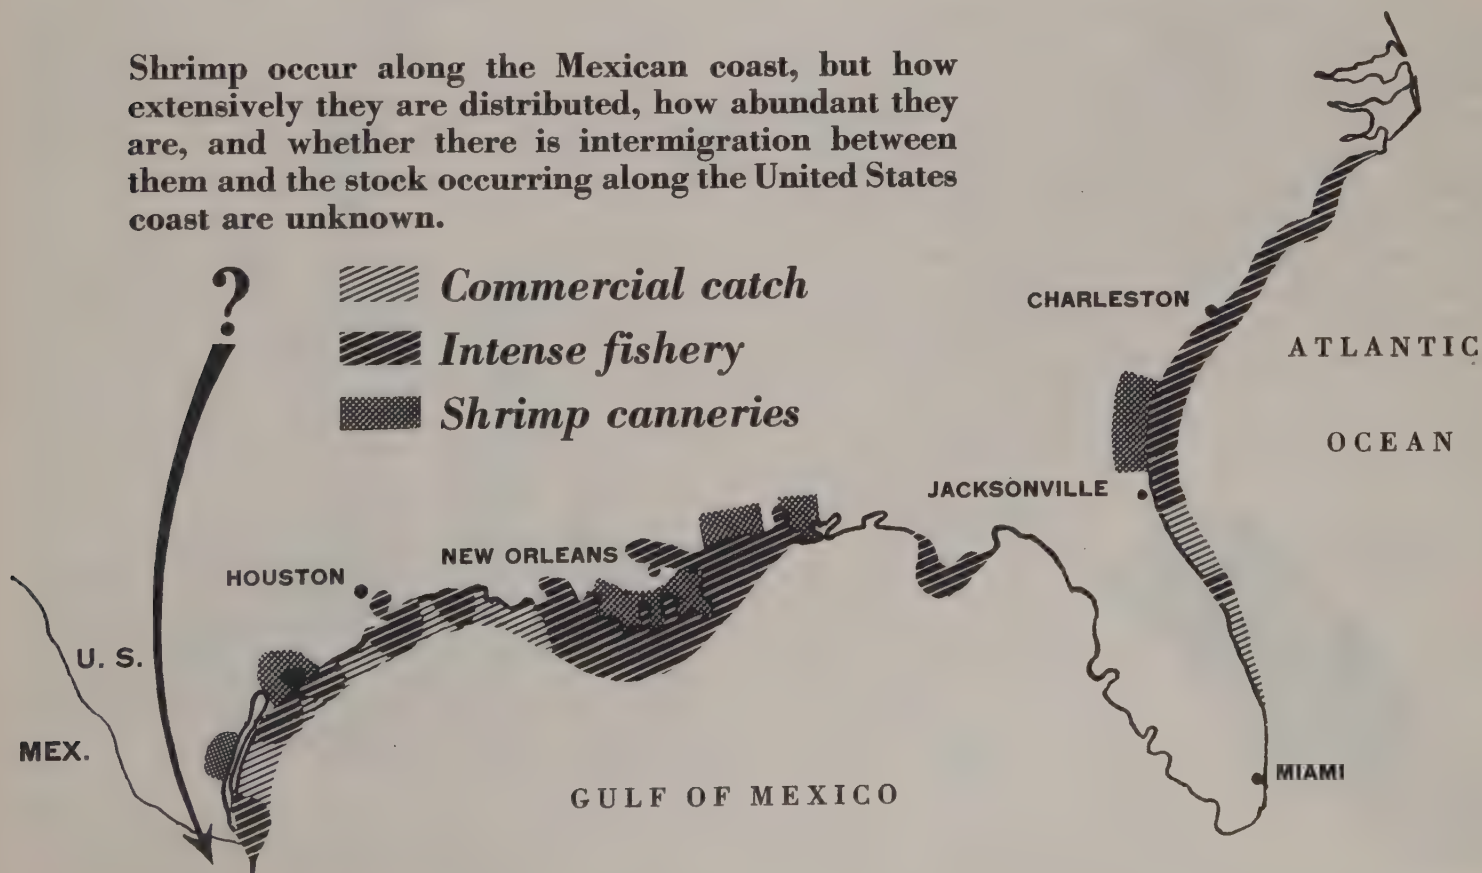 Shrimp occur along the Mexican coast, but how
extensively they are distributed, how abundant they
are, and whether there is intermigration between
them and the stock occurring along the United States
coast are unknown.
?
Commercial catch
Intense fishery
Shrimp canneries
CHARLESTON
ATLANTIC
OCEAN
JACKSONVILLE
NEW ORLEANS
HOUSTON
U. S.
MEX.
MIAMI
GULF OF MEXICO